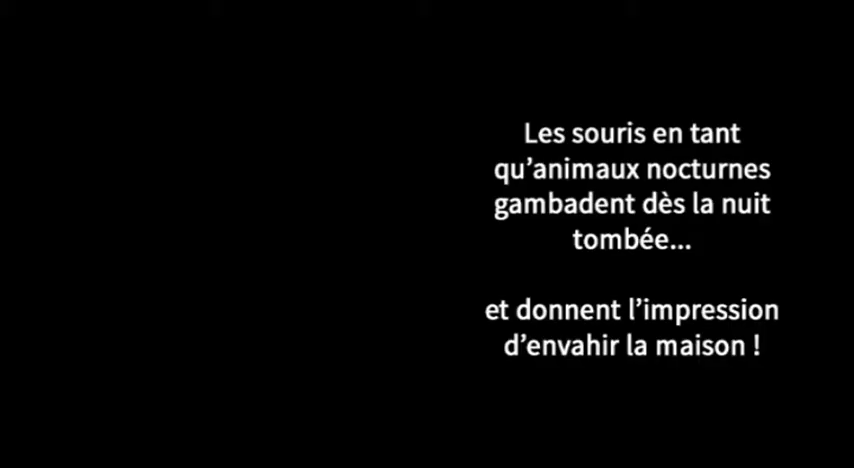 Les souris en tant
qu’animaux nocturnes
gambadent dès la nuit
tombée...
et donnent l’impression
d’envahir la maison !